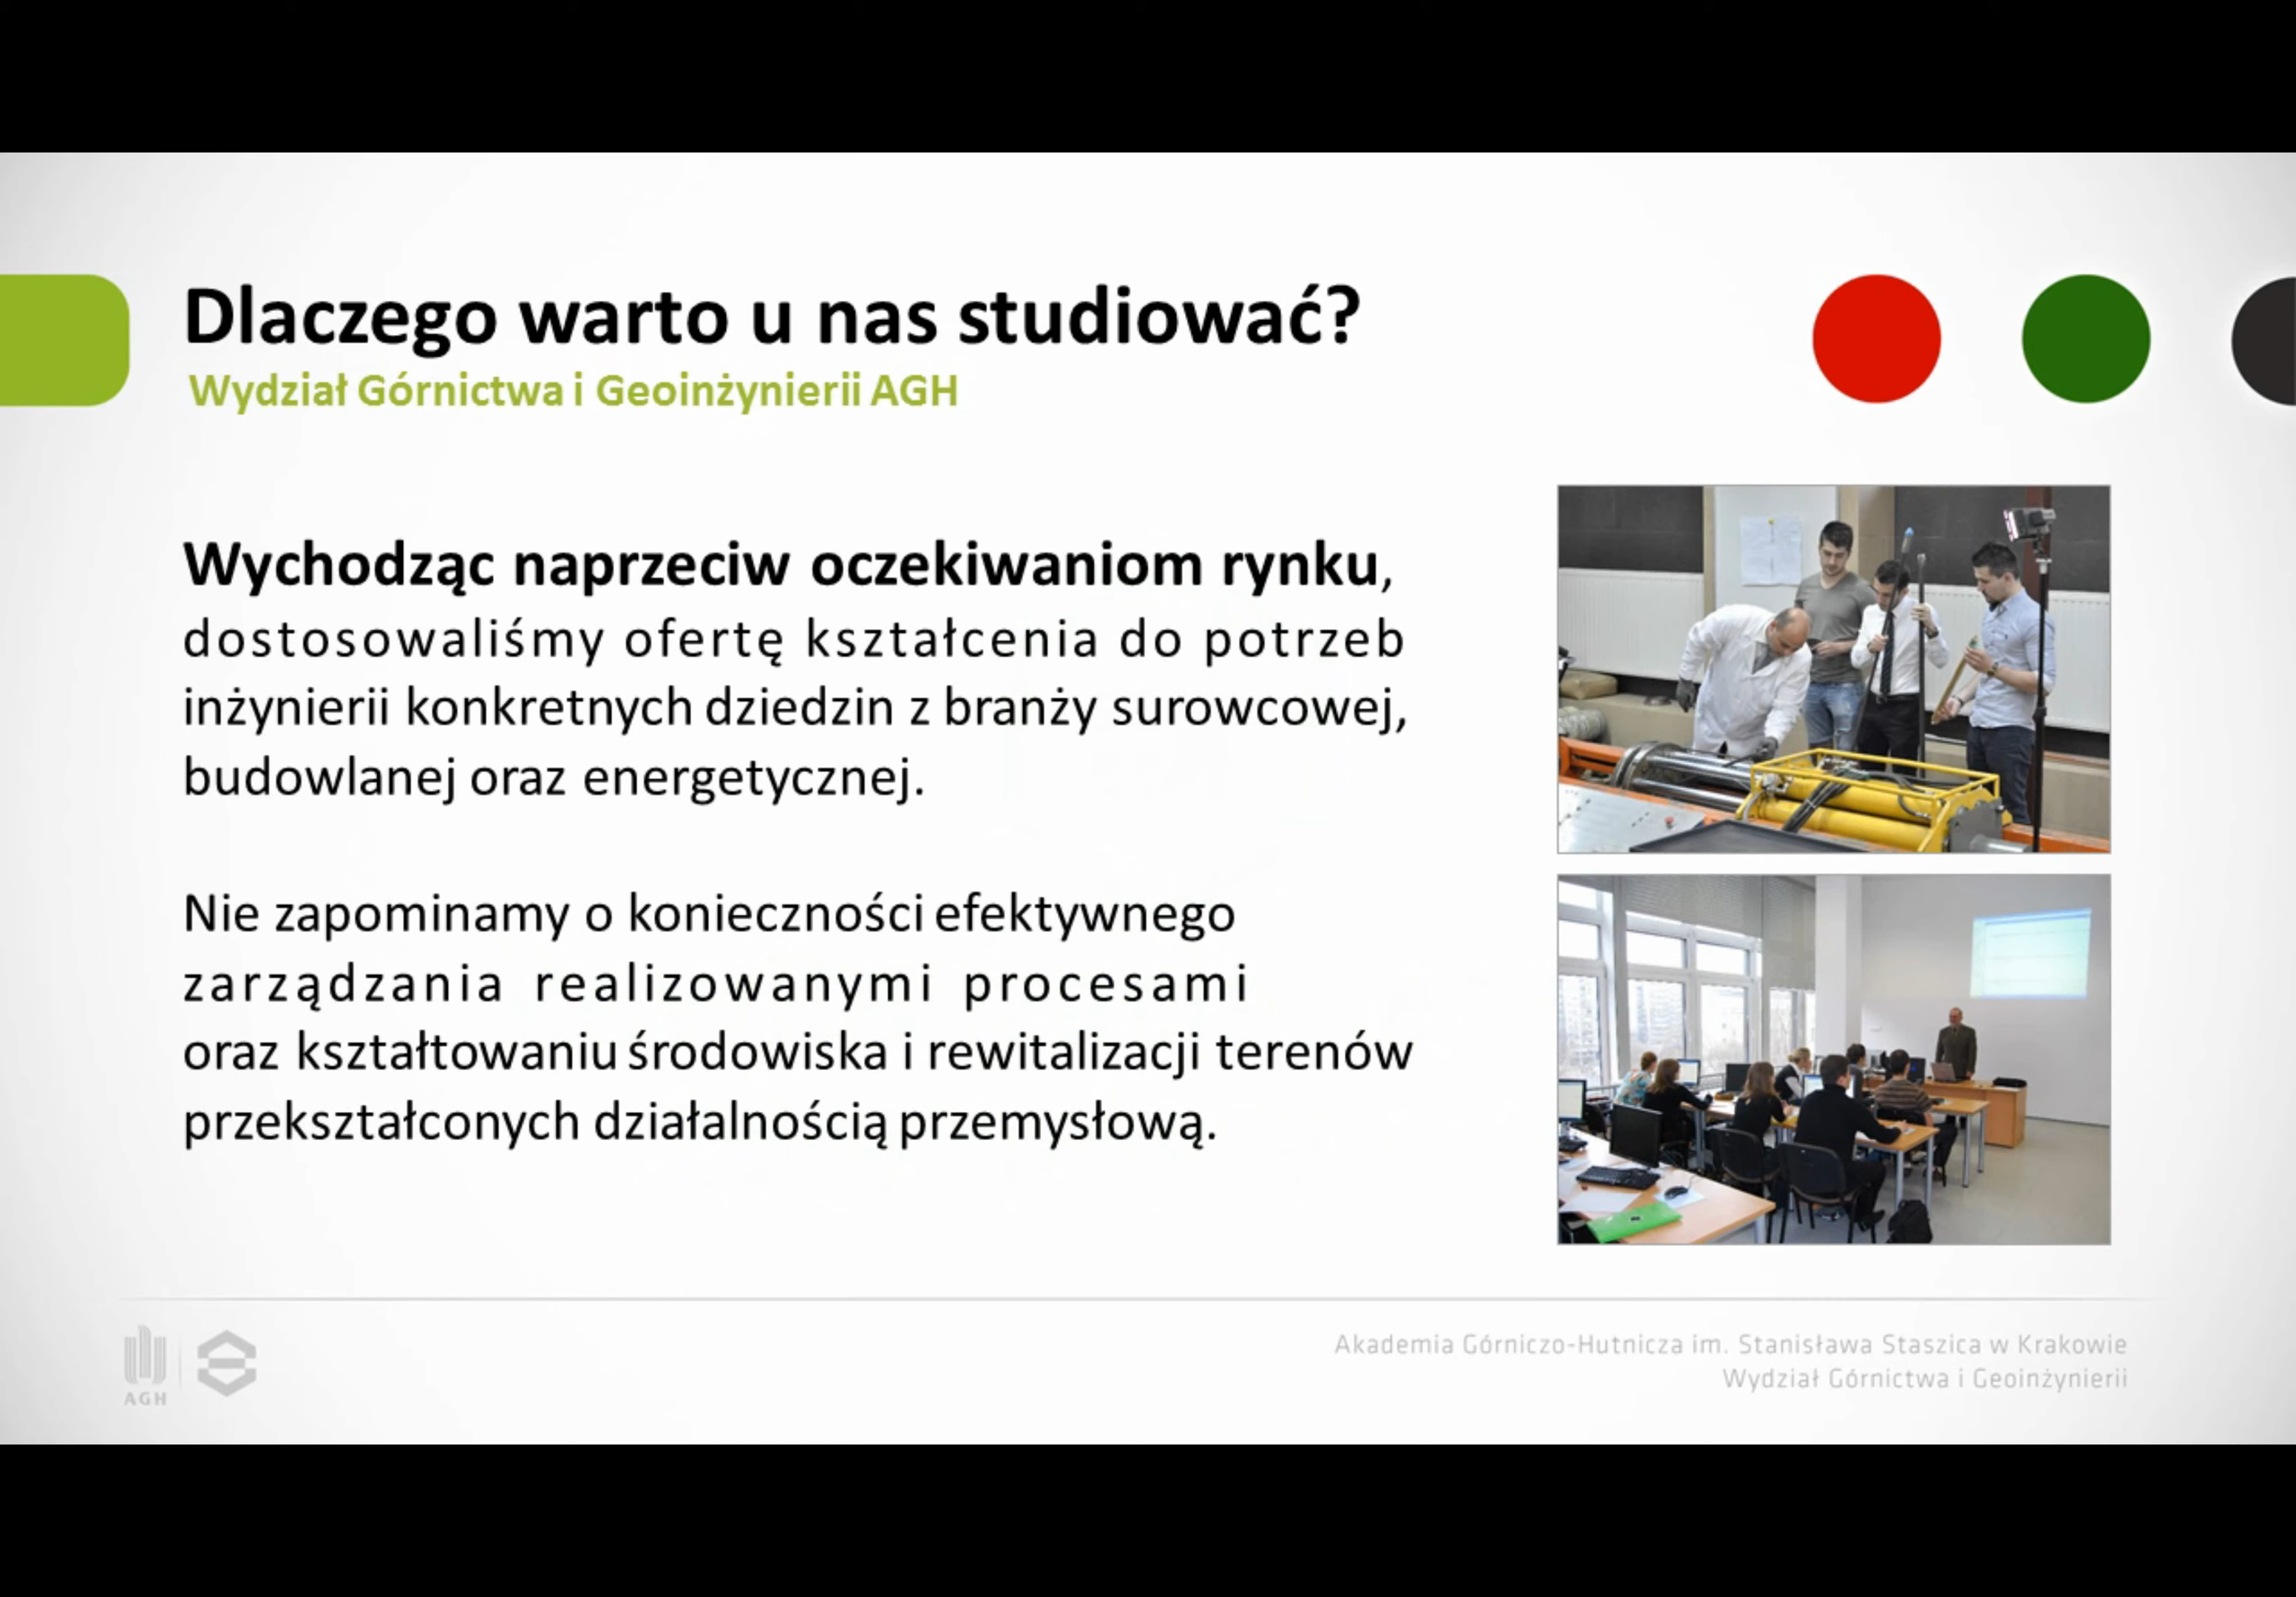 Dlaczego warto u nas studiować?
Wydział Górnictwa i Geoinżynierii AGH
Wychodząc naprzeciw oczekiwaniom rynku,
dostosowaliśmy ofertę kształcenia do potrzeb
inżynierii konkretnych dziedzin z branży surowcowej,
budowlanej oraz energetycznej.
Nie zapominamy o konieczności efektywnego
zarządzania realizowanymi procesami
oraz kształtowaniu środowiska i rewitalizacji terenów
przekształconych działalnością przemysłową.
AGH
Akademia Górniczo-Hutnicza im. Stanisława Staszica w Krakowie
Wydział Górnictwa i Geoinżynierii